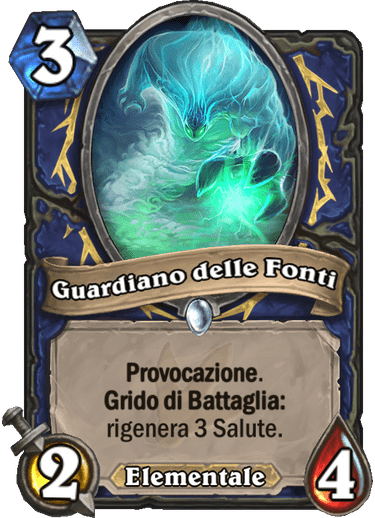 3
Guardiano delle Fonti
Provocazione.
Grido di Battaglia:
rigenera 3 Salute.
2
Elementale
4